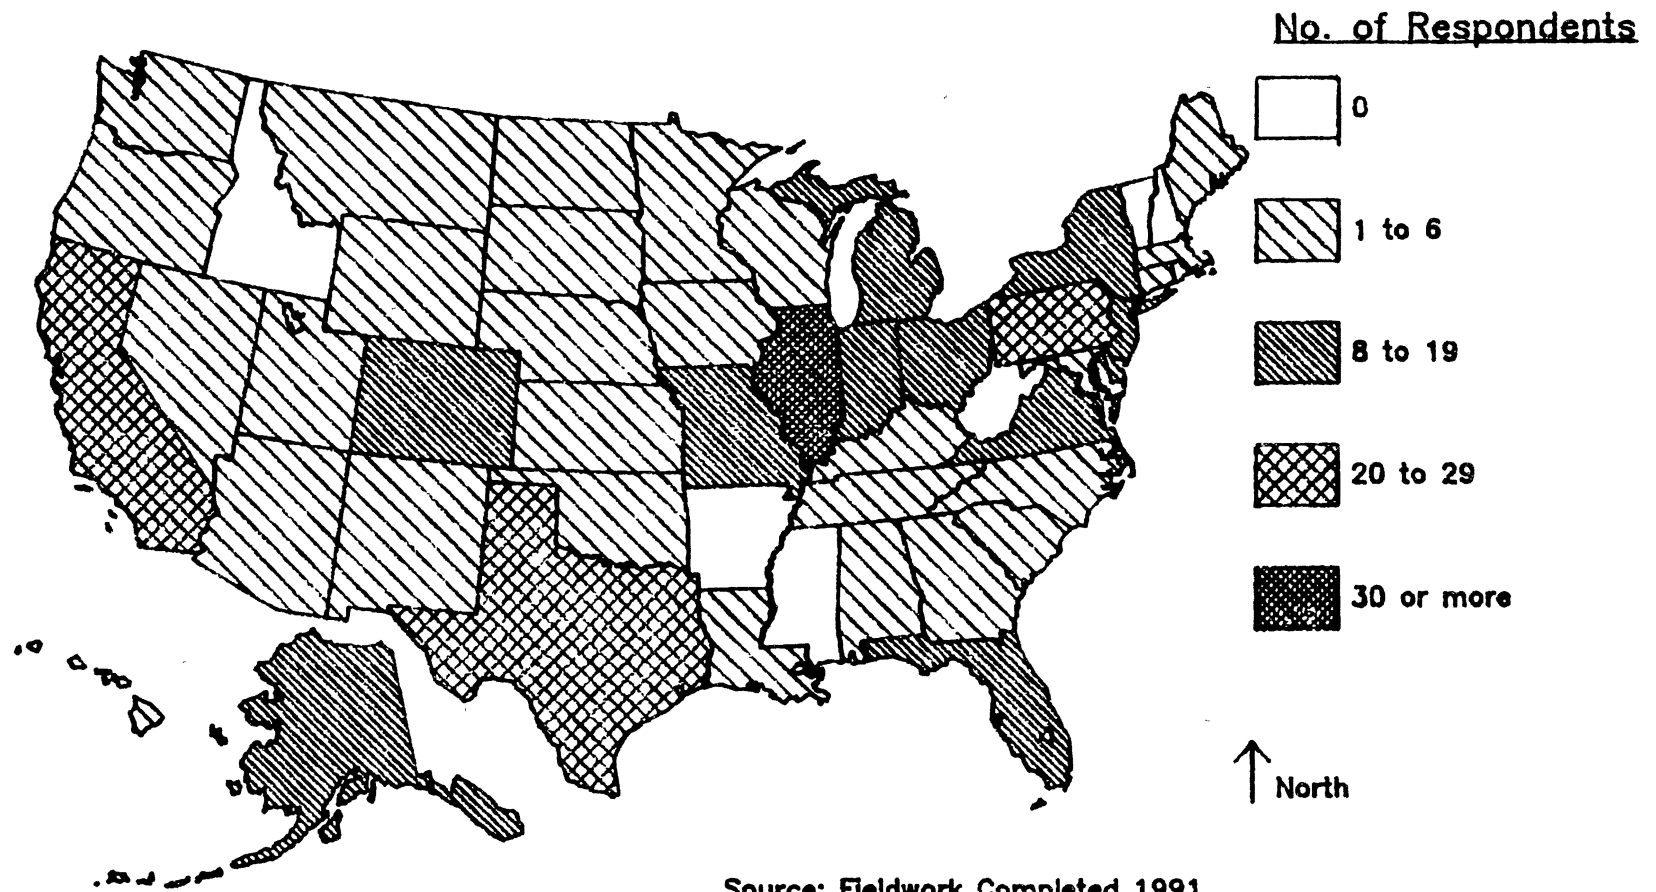 No. of Respondents
0
1 to 6
8 to 19
20 to 29
30 or more
North
Source: Fieldwork Completed 1991